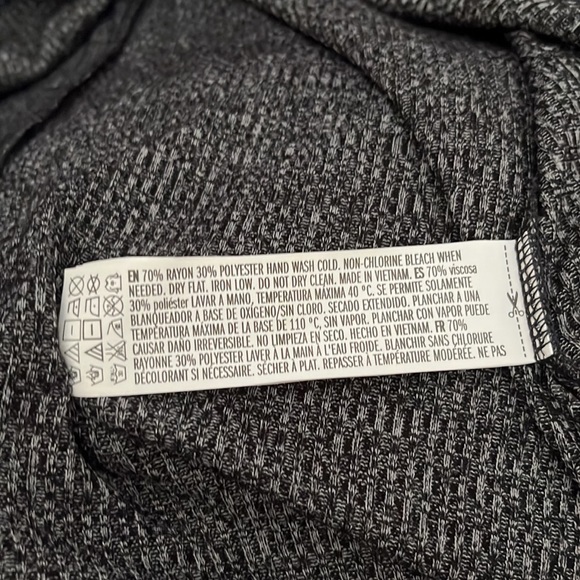 EN 70% RAYON 30% POLYESTER HAND WASH COLD. NON-CHLORINE BLEACH WHEN
NEEDED. DRY FLAT. IRON LOW. DO NOT DRY CLEAN. MADE IN VIETNAM. ES 70% viscosa
30% poliéster LAVAR A MANO, TEMPERATURA MÁXIMA 40 °C. SE PERMITE SOLAMENTE
BLANQUEADOR A BASE DE OXÍGENO/SIN CLORO. SECADO EXTENDIDO. PLANCHAR A UNA
TEMPERATURA MÁXIMA DE LA BASE DE 110 °C, SIN VAPOR. PLANCHAR CON VAPOR PUEDE
CAUSAR DAÑO IRREVERSIBLE. NO LIMPIEZA EN SECO. HECHO EN VIETNAM. FR 70%
RAYONNE 30% POLYESTER LAVER À LA MAIN À L'EAU FROIDE. BLANCHIR SANS CHLORURE
DÉCOLORANT SI NÉCESSAIRE. SÉCHER À PLAT. REPASSER À TEMPÉRATURE MODÉRÉE. NE PAS